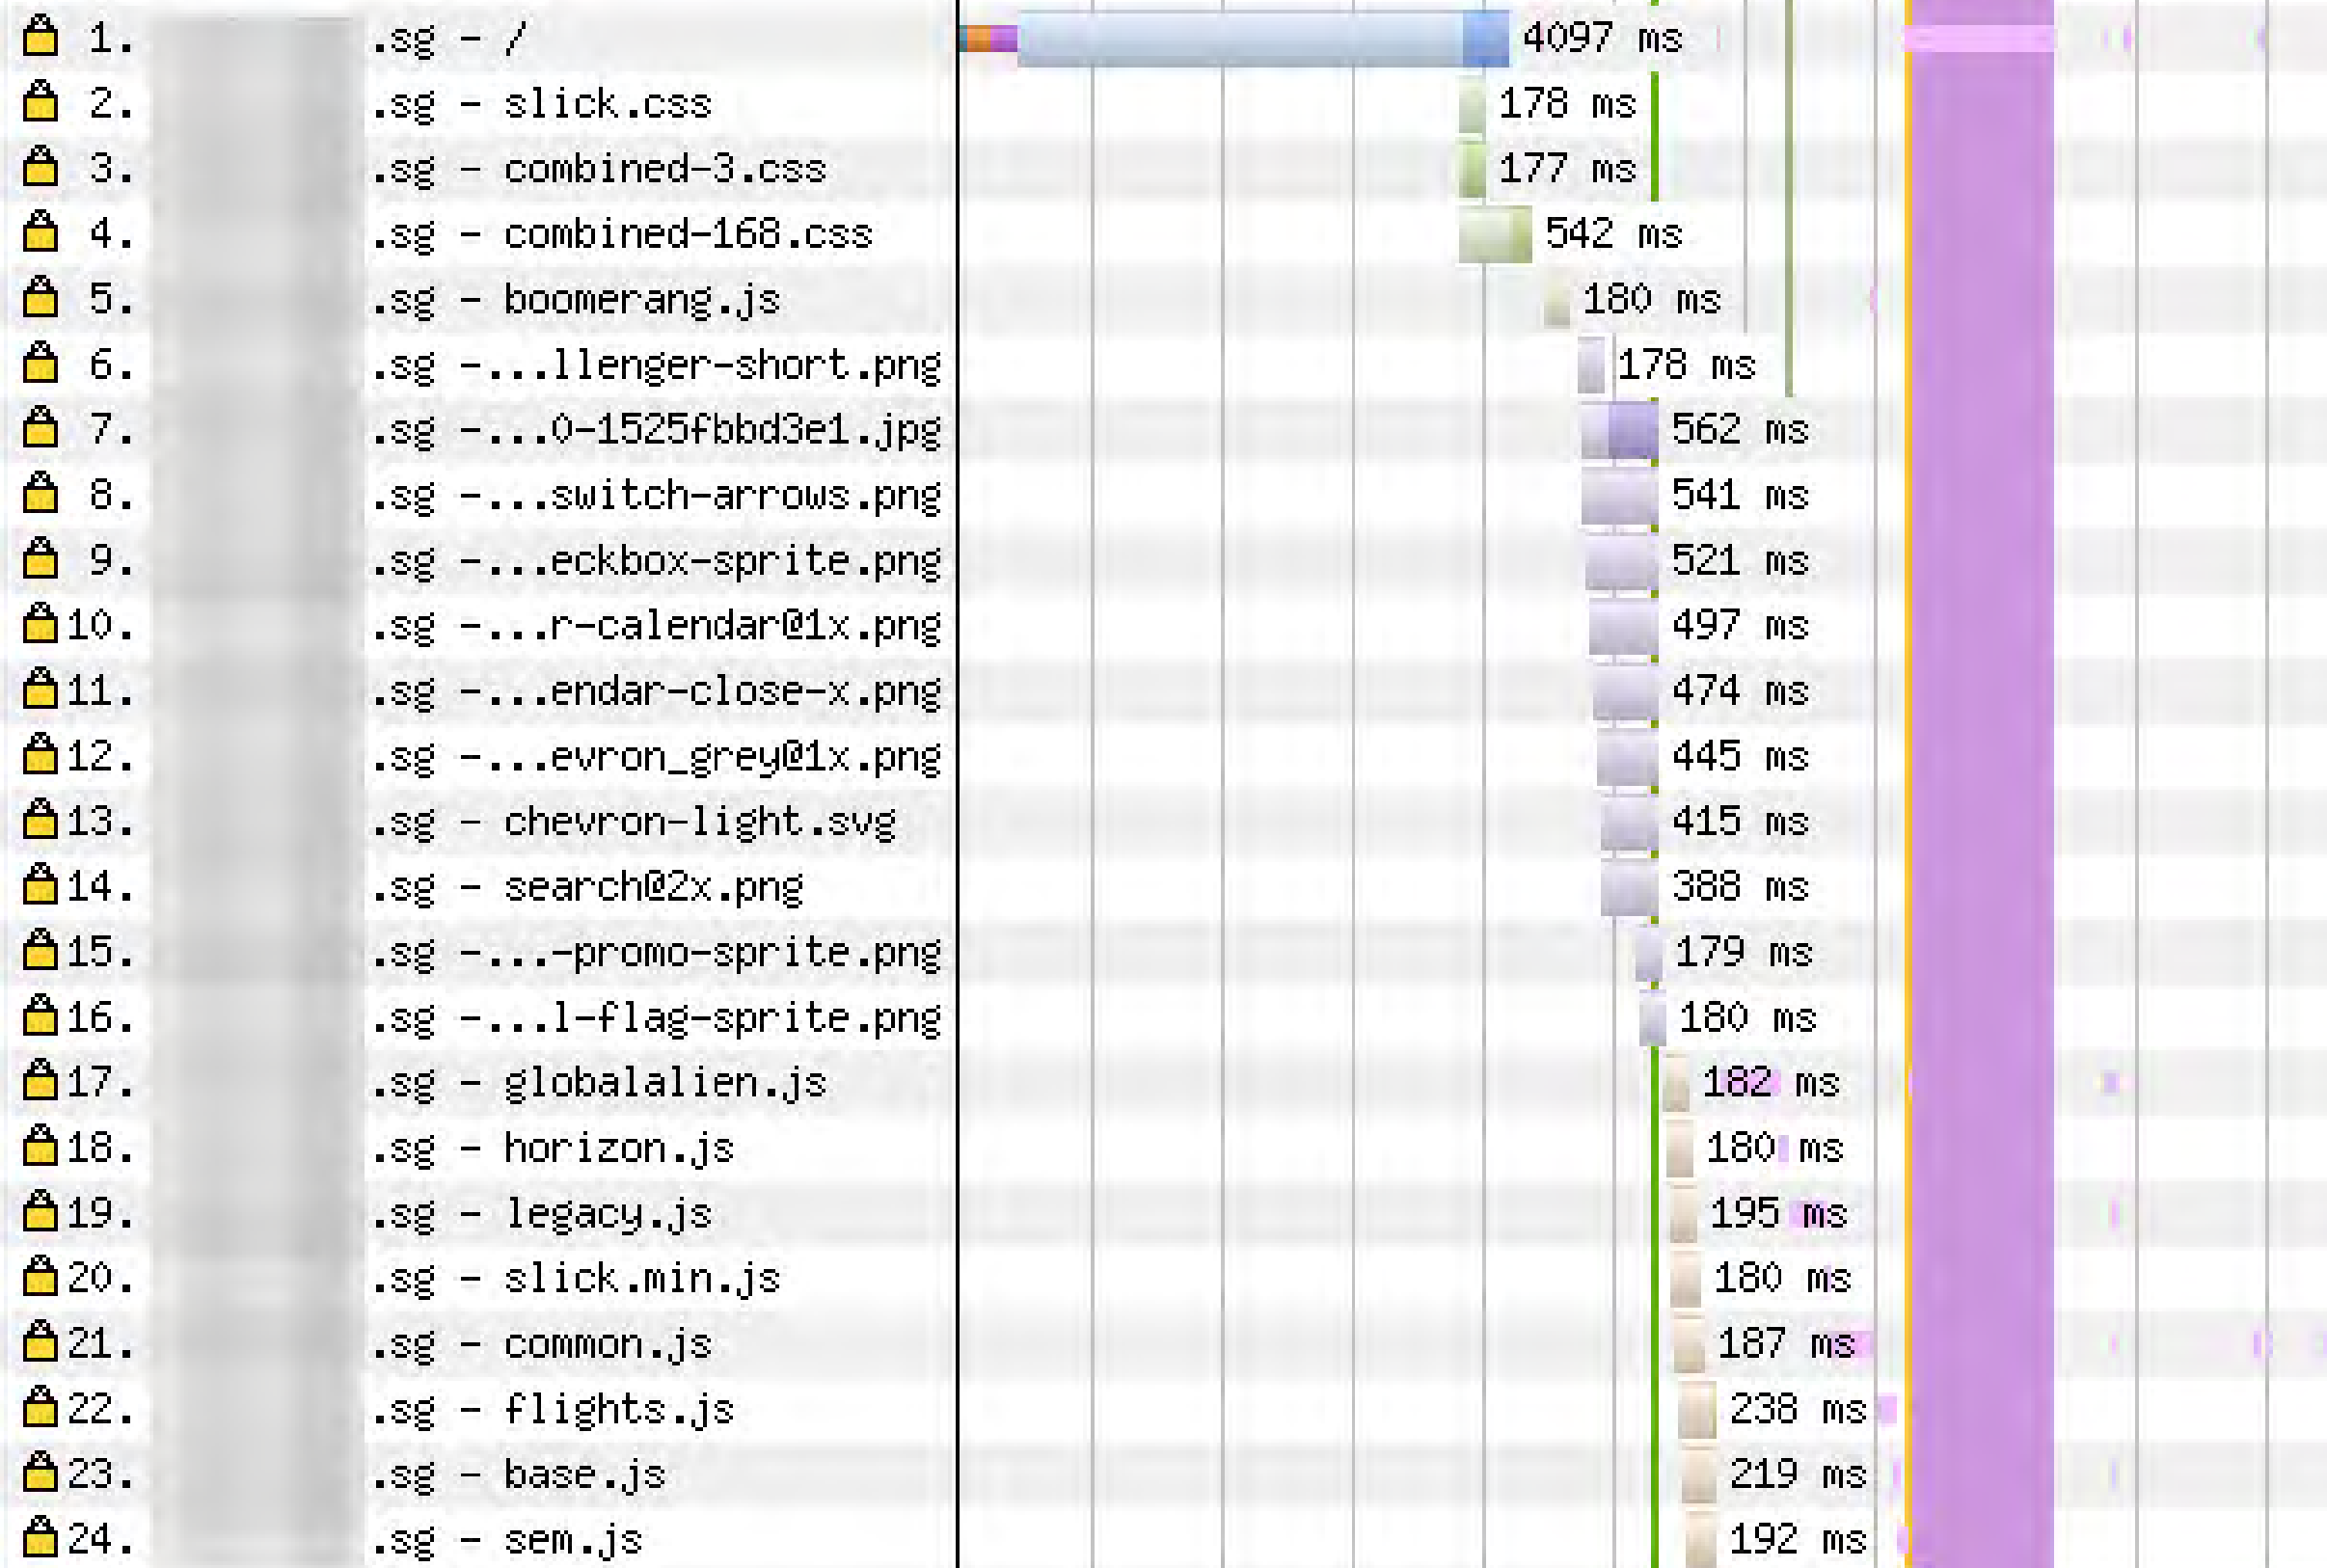 1. .sg - / 4097 ms
2. .sg - slick.css 178 ms
3. .sg - combined-3.css 177 ms
4. .sg - combined-168.css 542 ms
5. .sg - boomerang.js 180 ms
6. .sg -...llenger-short.png 178 ms
7. .sg -...0-1525fbbd3e1.jpg 562 ms
8. .sg -...switch-arrows.png 541 ms
9. .sg -...eckbox-sprite.png 521 ms
10. .sg -...r-calendar@1x.png 497 ms
11. .sg -...endar-close-x.png 474 ms
12. .sg -...evron_grey@1x.png 445 ms
13. .sg - chevron-light.svg 415 ms
14. .sg - search@2x.png 388 ms
15. .sg -...-promo-sprite.png 179 ms
16. .sg -...l-flag-sprite.png 180 ms
17. .sg - globalalien.js 182 ms
18. .sg - horizon.js 180 ms
19. .sg - legacy.js 195 ms
20. .sg - slick.min.js 180 ms
21. .sg - common.js 187 ms
22. .sg - flights.js 238 ms
23. .sg - base.js 219 ms
24. .sg - sem.js 192 ms